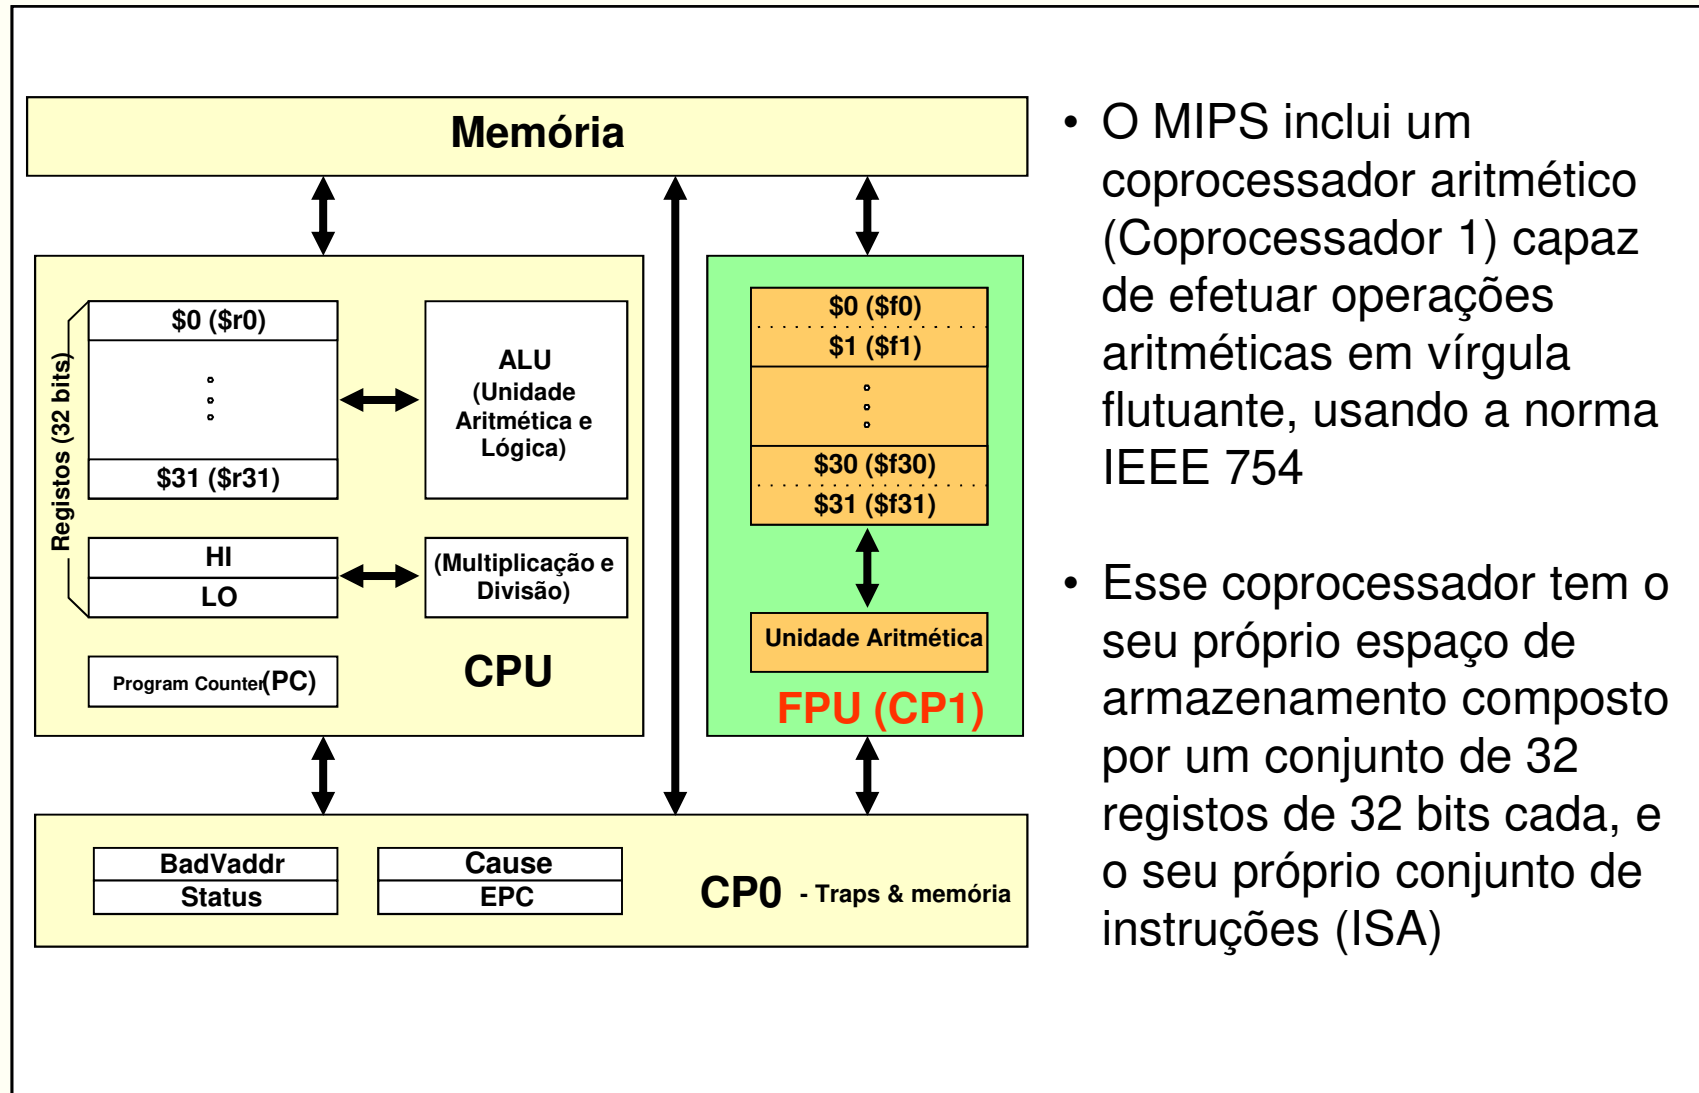 Memória
Registos (32 bits)
$0 ($r0)
$31 ($r31)
ALU
(Unidade
Aritmética e
Lógica)
HI
LO
(Multiplicação e
Divisão)
Program Counter(PC)
CPU
$0 ($f0)
$1 ($f1)
$30 ($f30)
$31 ($f31)
Unidade Aritmética
FPU (CP1)
BadVaddr
Status
Cause
EPC
CP0 - Traps & memória
• O MIPS inclui um
coprocessador aritmético
(Coprocessador 1) capaz
de efetuar operações
aritméticas em vírgula
flutuante, usando a norma
IEEE 754
• Esse coprocessador tem o
seu próprio espaço de
armazenamento composto
por um conjunto de 32
registos de 32 bits cada, e
o seu próprio conjunto de
instruções (ISA)